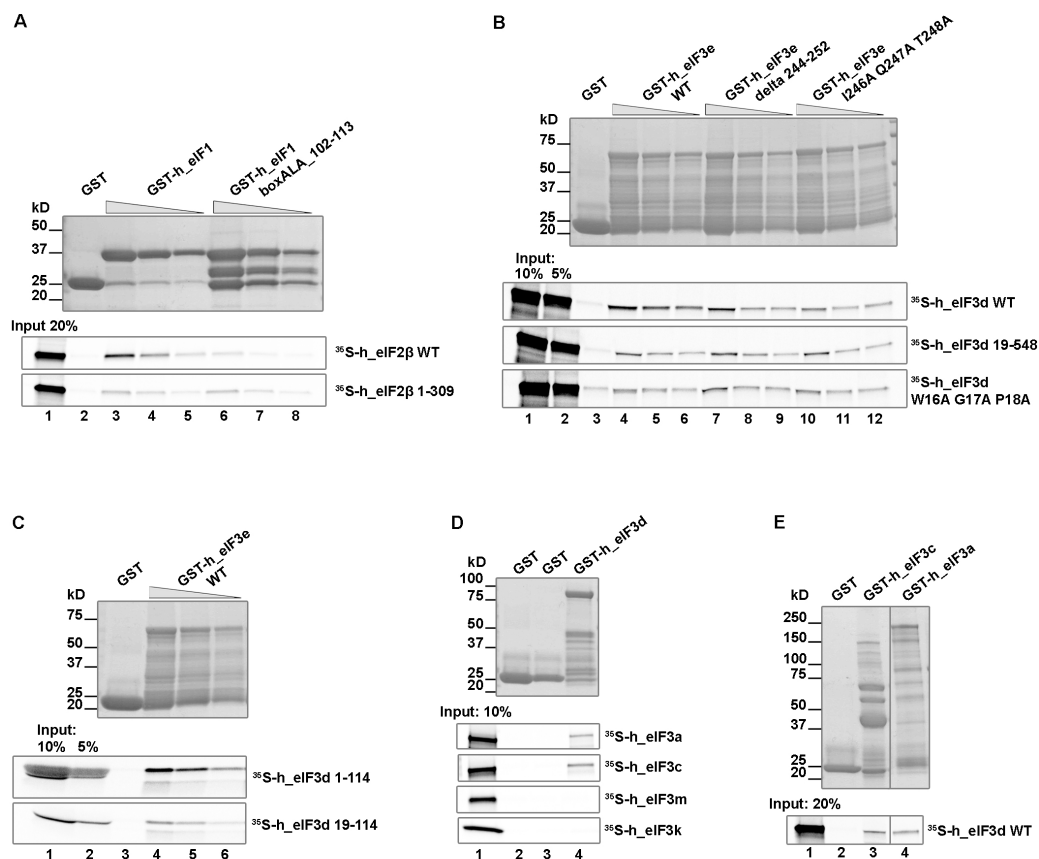 A
GST
GST-h_eIF1
GST-h_eIF1
boxALA_102-113
kD
50
37
25
20
Input 20%
³⁵S-h_eIF2β WT
³⁵S-h_eIF2β 1-309
1 2 3 4 5 6 7 8
B
GST
GST-h_eIF3e
WT
GST-h_eIF3e
delta 244-252
GST-h_eIF3e
I246A Q247A T248A
kD
75
50
37
25
20
Input:
10% 5%
³⁵S-h_eIF3d WT
³⁵S-h_eIF3d 19-548
³⁵S-h_eIF3d
W16A G17A P18A
1 2 3 4 5 6 7 8 9 10 11 12
C
GST
GST-h_eIF3e
WT
kD
75
50
37
25
20
Input:
10% 5%
³⁵S-h_eIF3d 1-114
³⁵S-h_eIF3d 19-114
1 2 3 4 5 6
D
GST
GST
GST-h_eIF3d
kD
100
75
50
37
25
20
Input: 10%
³⁵S-h_eIF3a
³⁵S-h_eIF3c
³⁵S-h_eIF3m
³⁵S-h_eIF3k
1 2 3 4
E
GST
GST-h_eIF3c
GST-h_eIF3a
kD
250
150
100
75
50
37
25
20
Input: 20%
³⁵S-h_eIF3d WT
1 2 3 4